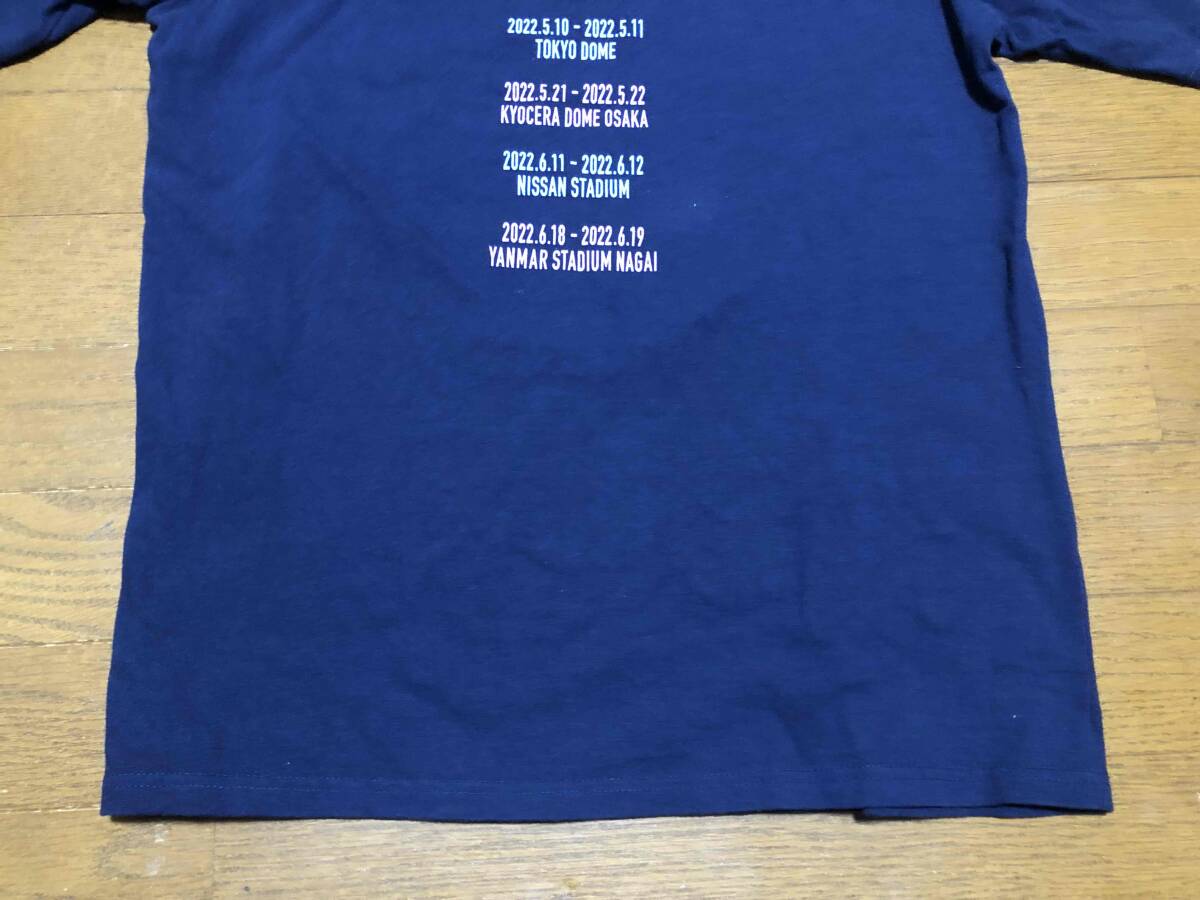 2022.5.10 - 2022.5.11
TOKYO DOME
2022.5.21 - 2022.5.22
KYOCERA DOME OSAKA
2022.6.11 - 2022.6.12
NISSAN STADIUM
2022.6.18 - 2022.6.19
YANMAR STADIUM NAGAI